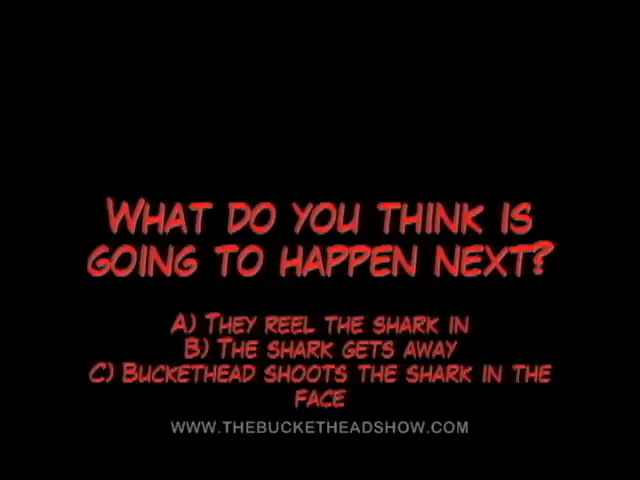 WHAT DO YOU THINK IS
GOING TO HAPPEN NEXT?
A) THEY REEL THE SHARK IN
B) THE SHARK GETS AWAY
C) BUCKETHEAD SHOOTS THE SHARK IN THE
FACE
WWW.THEBUCKETHEADSHOW.COM